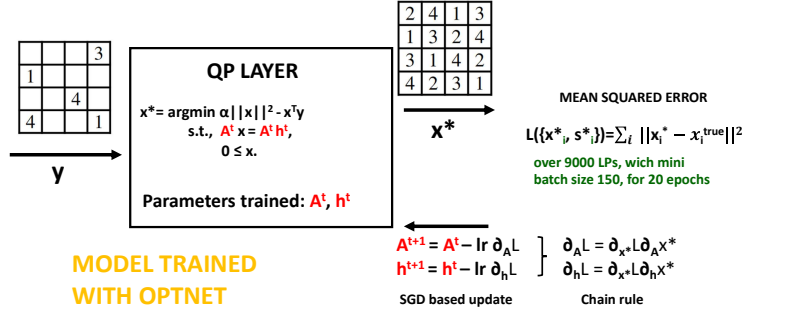 2 4 1 3
1 3 2 4
3 1 4 2
4 2 3 1
3
1
4
4 1
y
QP LAYER
x*= argmin α||x||² -xᵀy
s.t., Aᵗ x = Aᵗ hᵗ,
0 ≤ x.
Parameters trained: Aᵗ, hᵗ
x*
MEAN SQUARED ERROR
L({x*ᵢ, s*ᵢ})=∑ᵢ ||xᵢ* − xᵢᵗʳᵘᵉ||²
over 9000 LPs, wich mini
batch size 150, for 20 epochs
Aᵗ⁺¹ = Aᵗ – lr ∂_AL
hᵗ⁺¹ = hᵗ – lr ∂ₕL
∂_AL = ∂ₓ*L∂_Ax*
∂ₕL = ∂ₓ*L∂ₕx*
SGD based update
Chain rule
MODEL TRAINED
WITH OPTNET